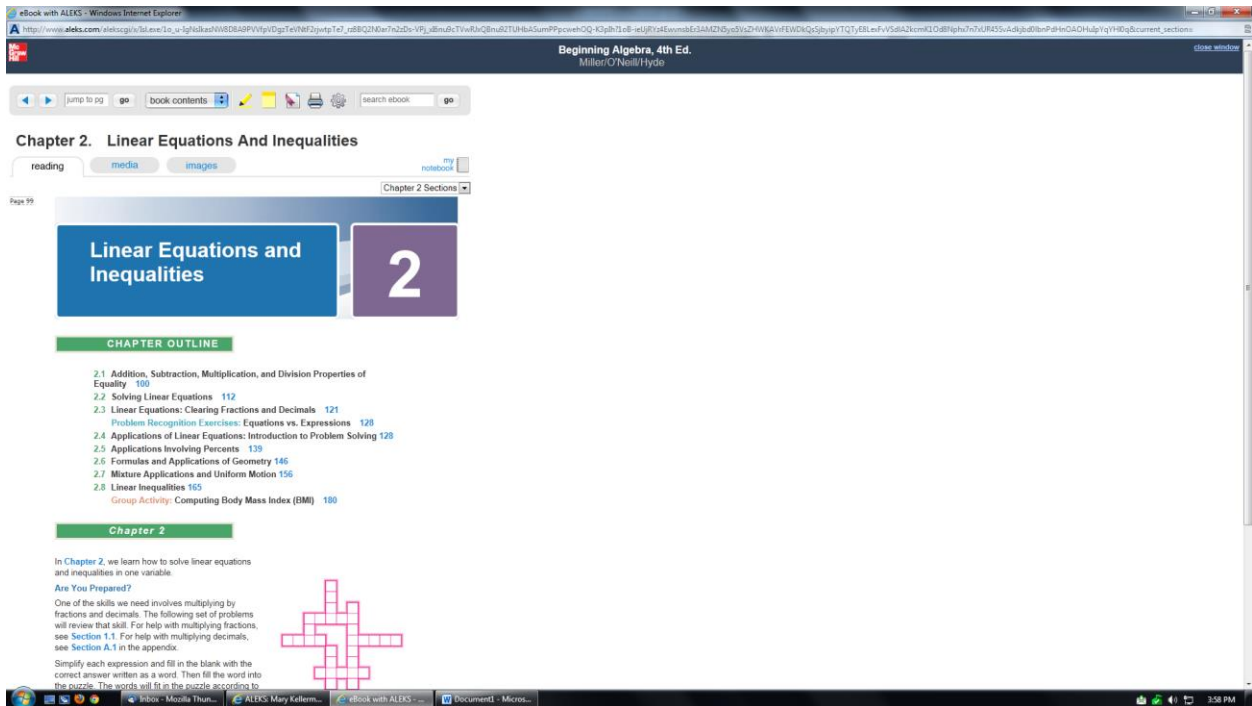 eBook with ALEKS - Windows Internet Explorer
Beginning Algebra, 4th Ed.
Miller/O'Neill/Hyde
close window
Mc Graw Hill
jump to pg go book contents search ebook go
Chapter 2. Linear Equations And Inequalities
reading media images my notebook
Chapter 2 Sections
Page 99
Linear Equations and
Inequalities
2
CHAPTER OUTLINE
2.1 Addition, Subtraction, Multiplication, and Division Properties of
Equality 100
2.2 Solving Linear Equations 112
2.3 Linear Equations: Clearing Fractions and Decimals 121
Problem Recognition Exercises: Equations vs. Expressions 128
2.4 Applications of Linear Equations: Introduction to Problem Solving 128
2.5 Applications Involving Percents 139
2.6 Formulas and Applications of Geometry 146
2.7 Mixture Applications and Uniform Motion 156
2.8 Linear Inequalities 165
Group Activity: Computing Body Mass Index (BMI) 180
Chapter 2
In Chapter 2, we learn how to solve linear equations
and inequalities in one variable.
Are You Prepared?
One of the skills we need involves multiplying by
fractions and decimals. The following set of problems
will review that skill. For help with multiplying fractions,
see Section 1.1. For help with multiplying decimals,
see Section A.1 in the appendix.
Simplify each expression and fill in the blank with the
correct answer written as a word. Then fill the word into
the puzzle. The words will fit in the puzzle according to
Inbox - Mozilla Thun... ALEKS: Mary Kellerm... eBook with ALEKS - ... Document1 - Micros... 3:58 PM